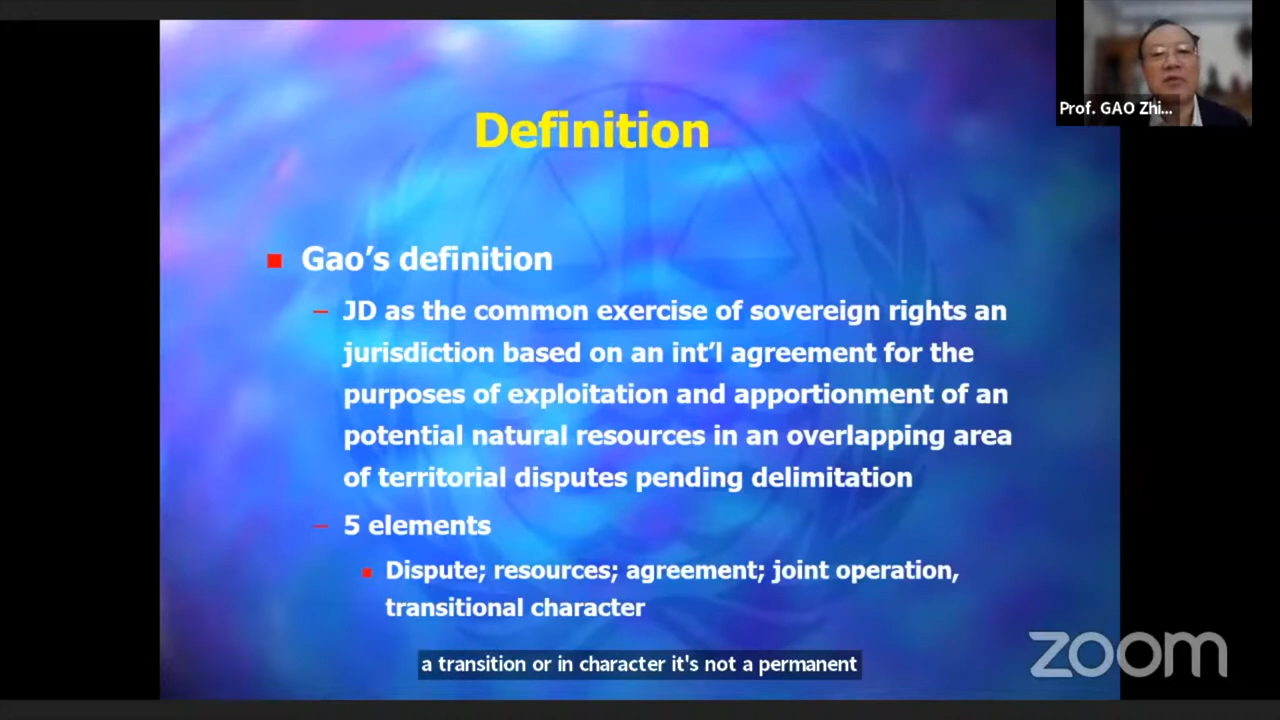 Prof. GAO Zhi...
Definition
Gao's definition
JD as the common exercise of sovereign rights an
jurisdiction based on an int'l agreement for the
purposes of exploitation and apportionment of an
potential natural resources in an overlapping area
of territorial disputes pending delimitation
5 elements
Dispute; resources; agreement; joint operation,
transitional character
a transition or in character it's not a permanent
zoom